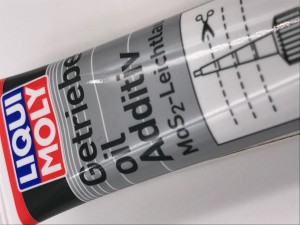 LIQUI
MOLY
Getriebe
oil
Additiv
MoS2 Leichtla